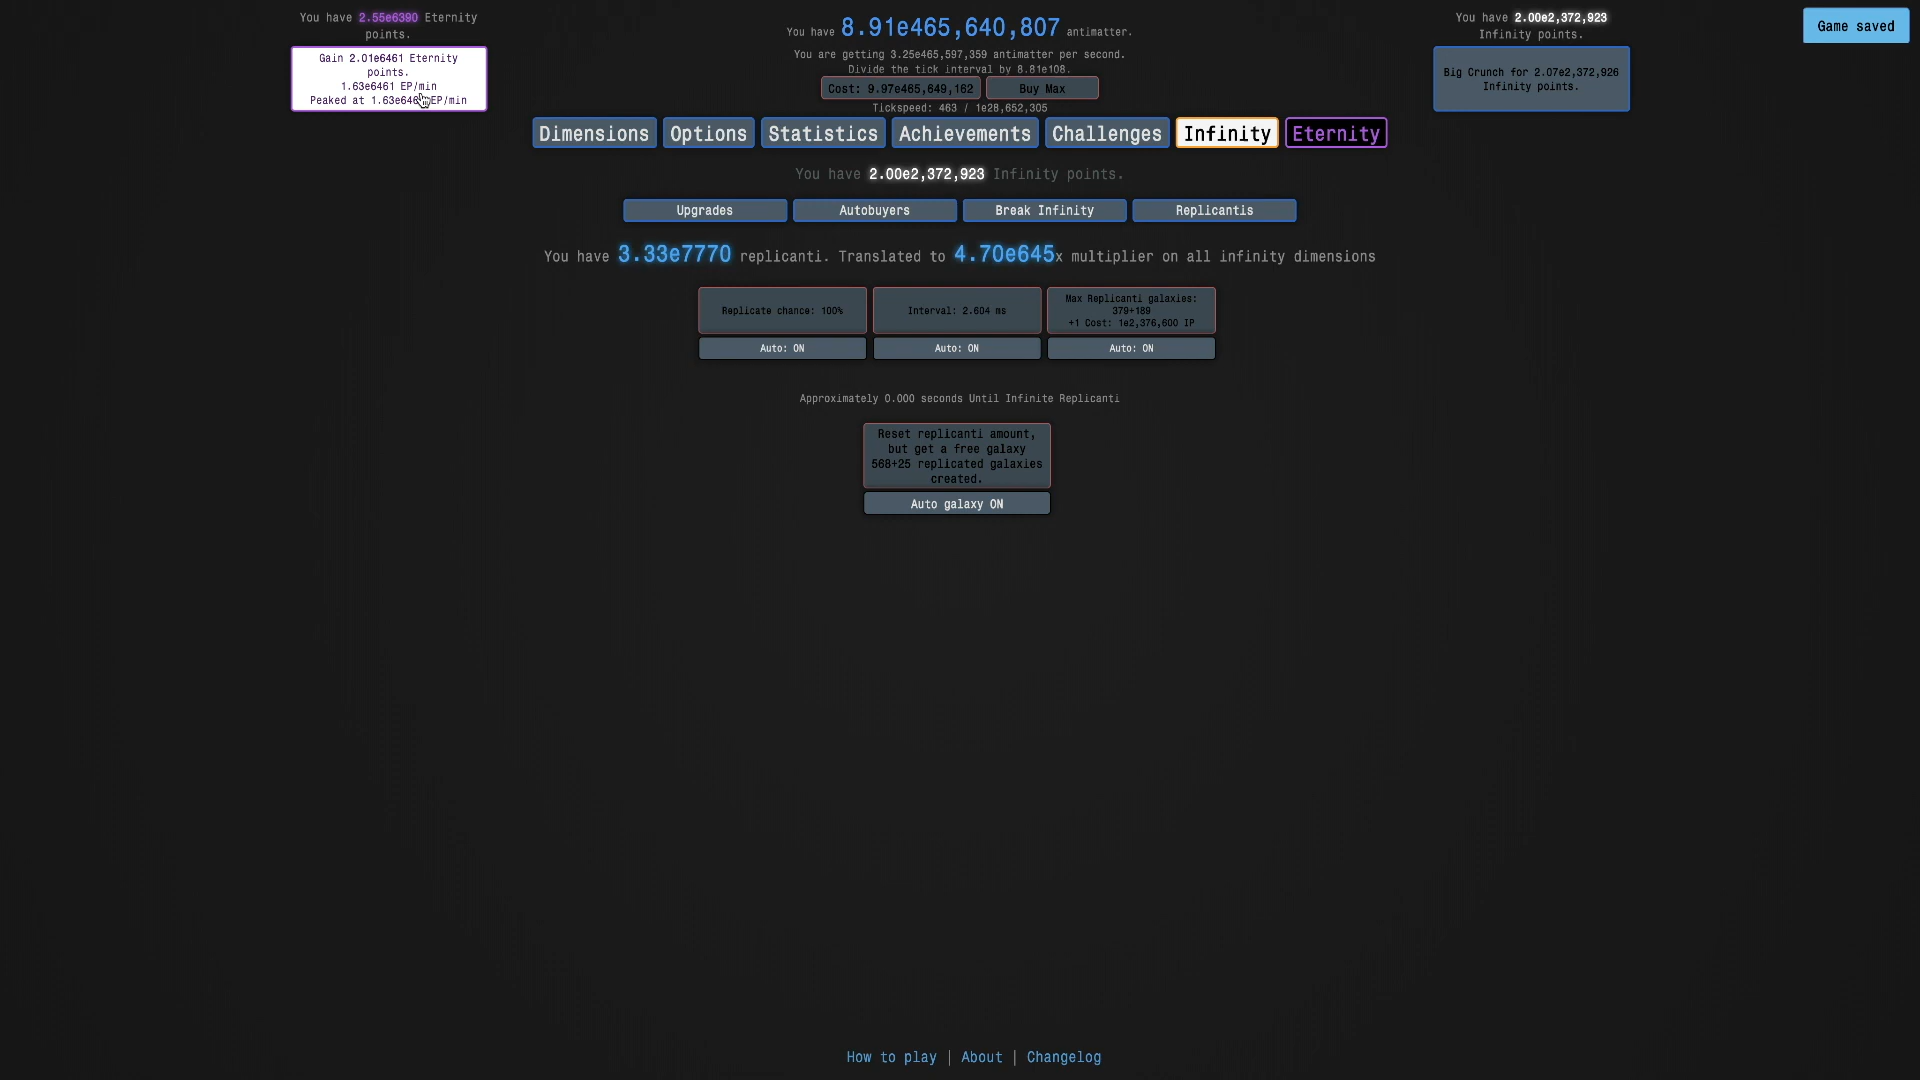 You have 2.55e6390 Eternity
points.
Gain 2.01e6461 Eternity
points.
1.63e6461 EP/min
Peaked at EP/min
You have 8.91e465,640,807 antimatter.
You are getting 3.25e465,597,359 antimatter per second.
Divide the tick interval by 8.81e108.
Cost: 9.97e465,649,162
Buy Max
Tickspeed: 463 / 1e28,652,305
You have 2.00e2,372,923
Infinity points.
Big Crunch for 2.07e2,372,926
Infinity points.
Game saved
Dimensions
Options
Statistics
Achievements
Challenges
Infinity
Eternity
You have 2.00e2,372,923 Infinity points.
Upgrades
Autobuyers
Break Infinity
Replicantis
You have 3.33e7770 replicanti. Translated to 4.70e645x multiplier on all infinity dimensions
Replicate chance: 100%
Interval: 2.604 ms
Max Replicanti galaxies:
379+189
+1 Cost: 1e2,376,600 IP
Auto: ON
Auto: ON
Auto: ON
Approximately 0.000 seconds Until Infinite Replicanti
Reset replicanti amount,
but get a free galaxy
568+25 replicated galaxies
created.
Auto galaxy ON
How to play | About | Changelog